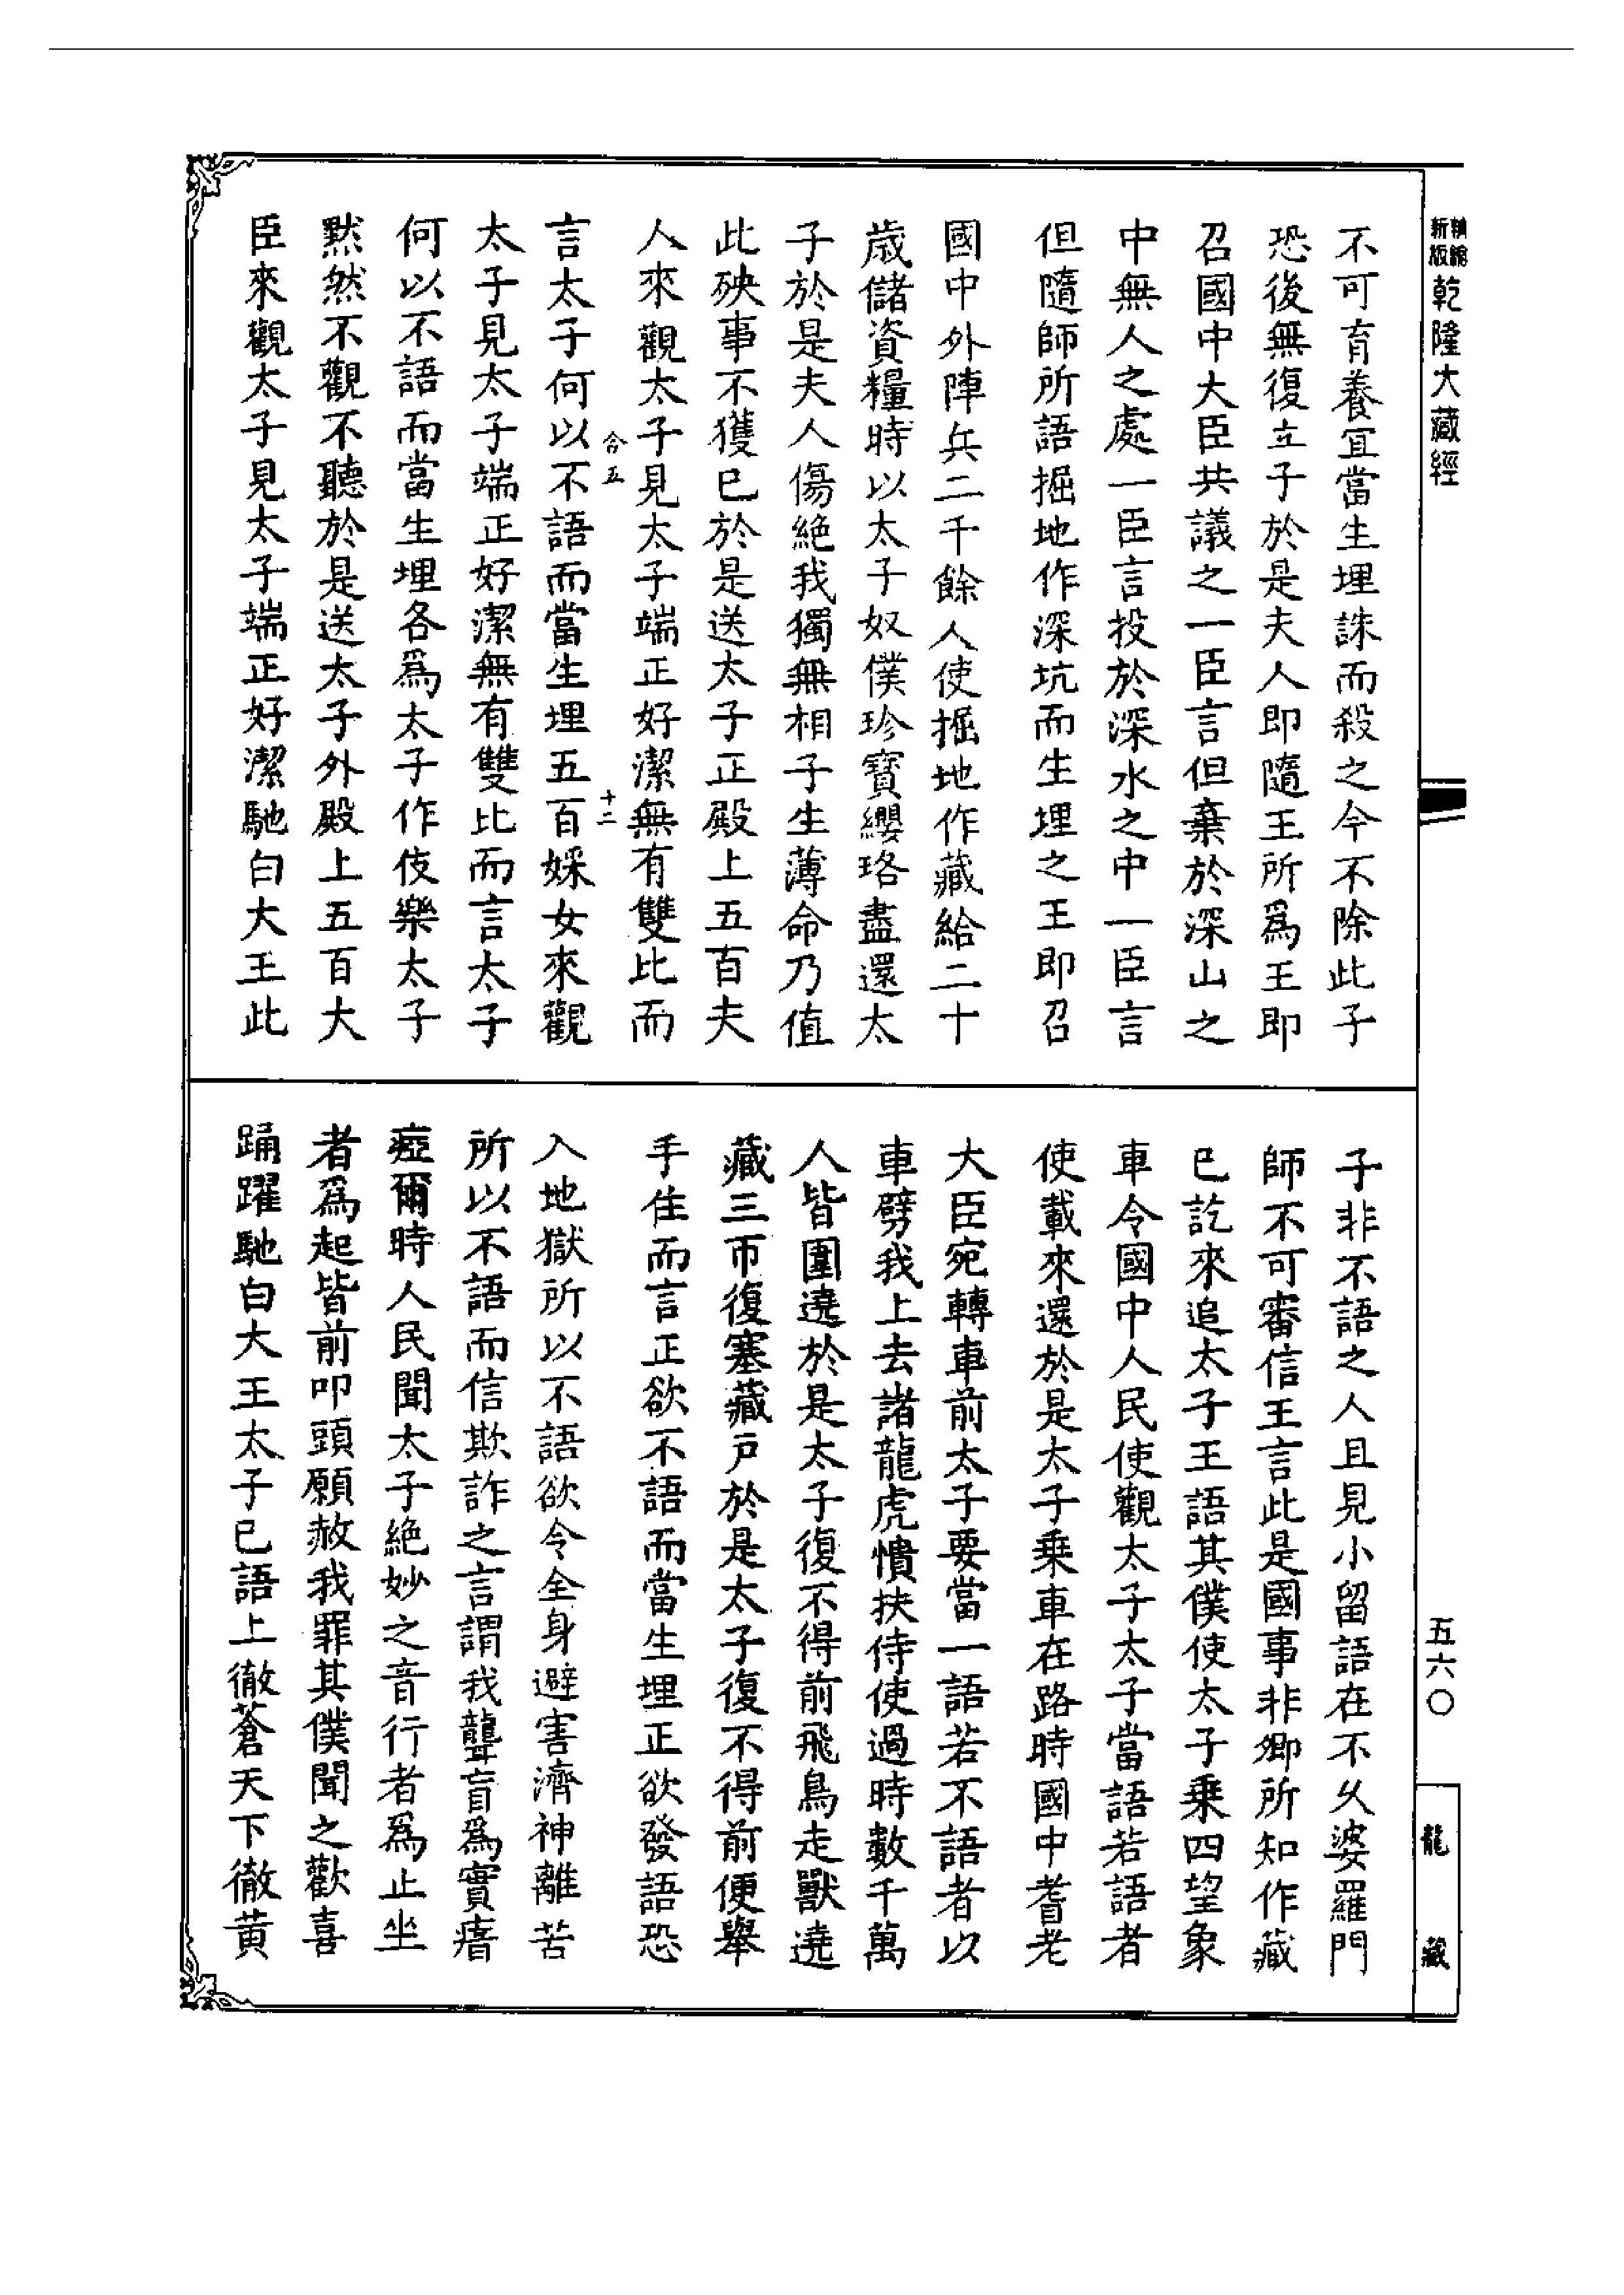 新版
乾隆大藏經
不可育養宜當生埋誅而殺之今不除此子
恐後無復立子於是夫人即隨王所爲王即
召國中大臣共議之一臣言但棄於深山之
中無人之處一臣言投於深水之中一臣言
但隨師所語掘地作深坑而生埋之王即召
國中外陣兵二千餘人使掘地作藏給二十
歲儲資糧時以太子奴僕珍寶纓珞盡還太
子於是夫人傷絕我獨無相子生薄命乃值
此殃事不獲已於是送太子正殿上五百夫
人來觀太子見太子端正好潔無有雙比而
合五
十二
言太子何以不語而當生埋五百婇女來觀
太子見太子端正好潔無有雙比而言太子
何以不語而當生埋各爲太子作伎樂太子
黙然不觀不聽於是送太子外殿上五百大
臣來觀太子見太子端正好潔馳白大王此
子非不語之人且見小留語在不久婆羅門
師不可審信王言此是國事非卿所知作藏
已訖來追太子王語其僕使太子乗四望象
車令國中人民使觀太子太子當語若語者
使載來還於是太子乗車在路時國中耆老
大臣宛轉車前太子要當一語若不語者以
車劈我上去諸龍虎憒扶侍使過時數千萬
人皆圍遶於是太子復不得前飛鳥走獸遶
藏三帀復塞藏戸於是太子復不得前便舉
手住而言正欲不語而當生埋正欲發語恐
入地獄所以不語欲令全身避害濟神離苦
所以不語而信欺詐之言謂我聾盲爲實瘖
瘂爾時人民聞太子絕妙之音行者爲止坐
者爲起皆前叩頭願赦我罪其僕聞之歡喜
踊躍馳白大王太子已語上徹蒼天下徹黄
五六〇
龍藏